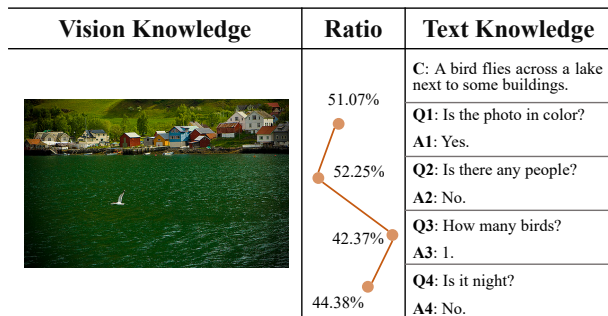 Vision Knowledge
Ratio
Text Knowledge
C: A bird flies across a lake
next to some buildings.
51.07%
Q1: Is the photo in color?
A1: Yes.
52.25%
Q2: Is there any people?
A2: No.
42.37%
Q3: How many birds?
A3: 1.
44.38%
Q4: Is it night?
A4: No.